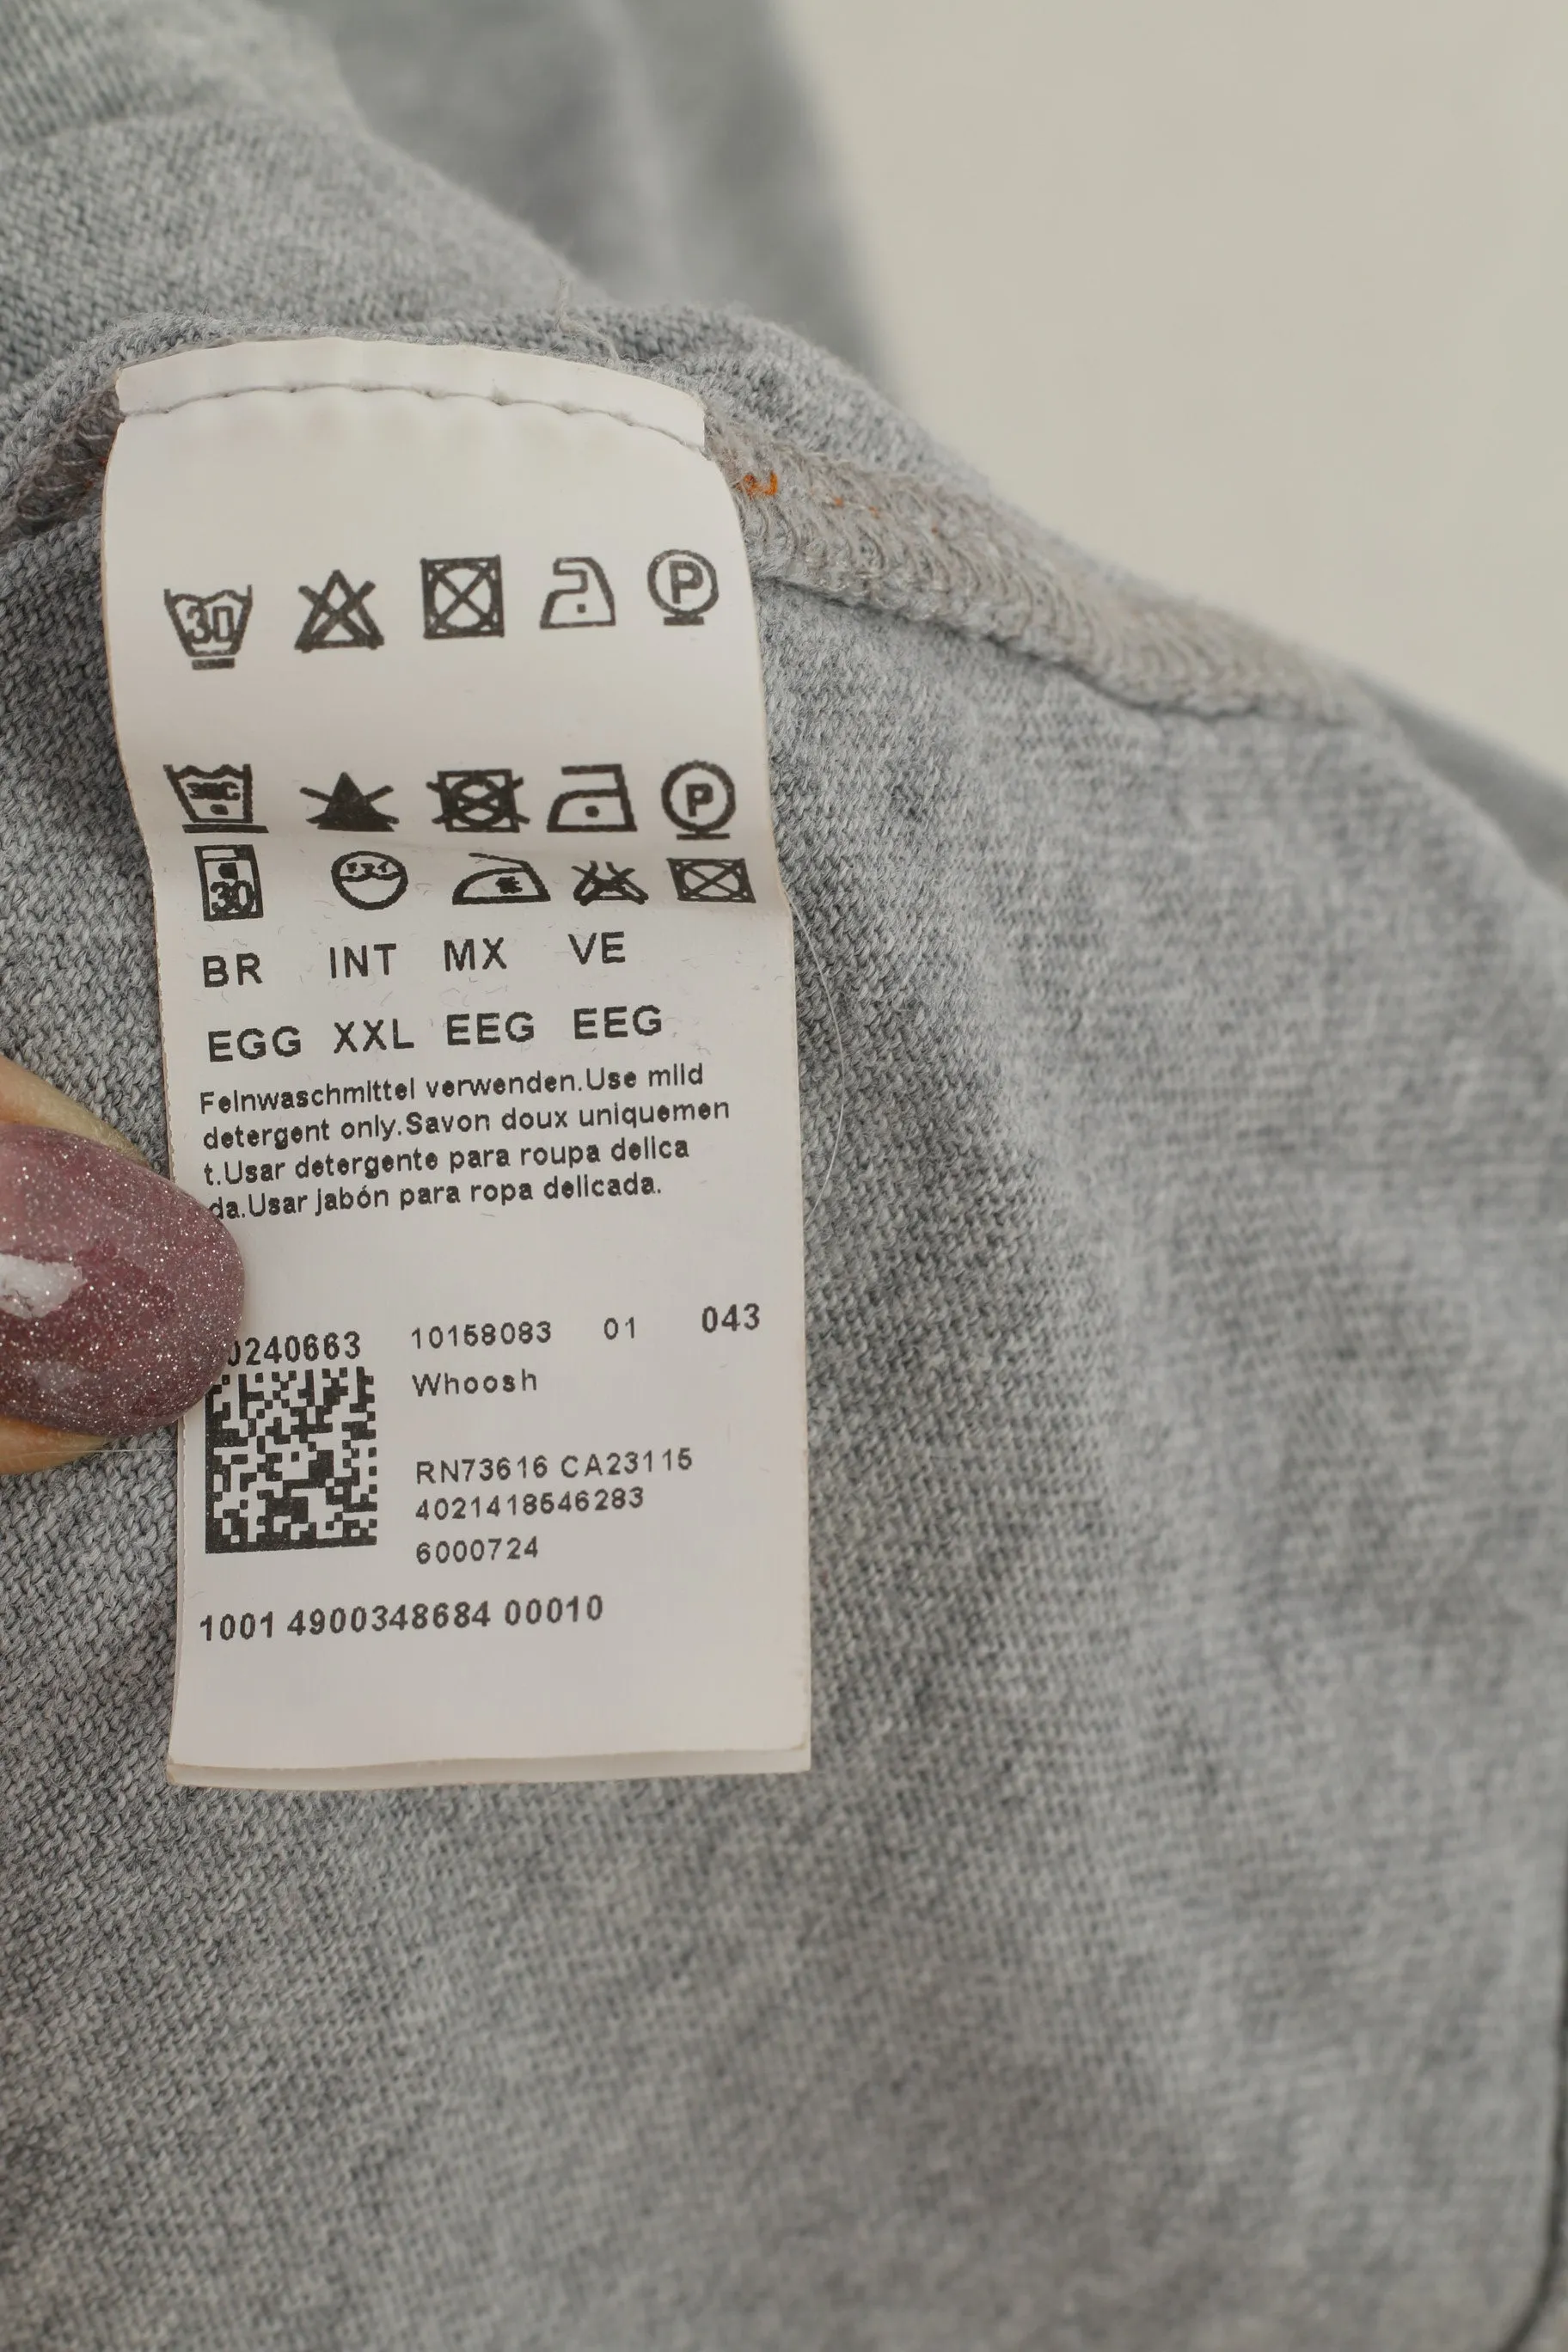 30
P
P
30
BR INT MX VE
EGG XXL EEG EEG
Feinwaschmittel verwenden.Use mild
detergent only.Savon doux uniquemen
t.Usar detergente para roupa delica
da.Usar jabón para ropa delicada.
0240663 10158083 01 043
Whoosh
RN73616 CA23115
4021418546283
6000724
1001 4900348684 00010